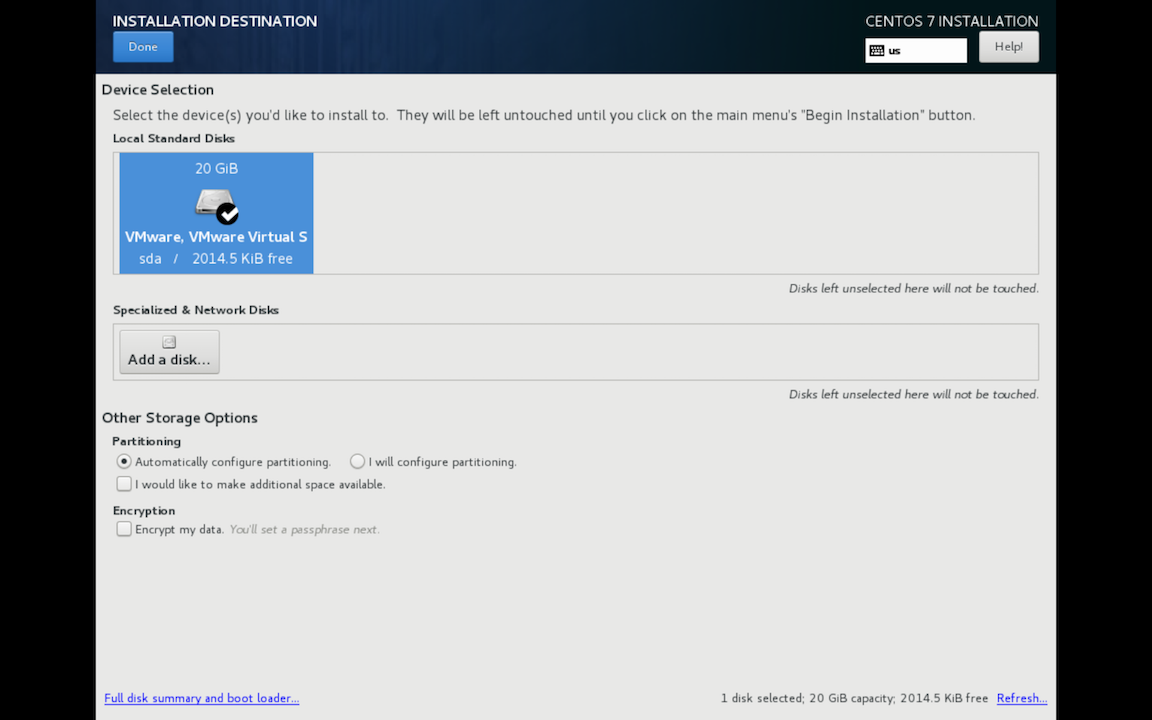 INSTALLATION DESTINATION
CENTOS 7 INSTALLATION
Done
us
Help!
Device Selection
Select the device(s) you'd like to install to.  They will be left untouched until you click on the main menu's "Begin Installation" button.
Local Standard Disks
20 GiB
VMware, VMware Virtual S
sda / 2014.5 KiB free
Disks left unselected here will not be touched.
Specialized & Network Disks
Add a disk...
Disks left unselected here will not be touched.
Other Storage Options
Partitioning
Automatically configure partitioning. I will configure partitioning.
I would like to make additional space available.
Encryption
Encrypt my data. You'll set a passphrase next.
Full disk summary and boot loader... 1 disk selected; 20 GiB capacity; 2014.5 KiB free Refresh...